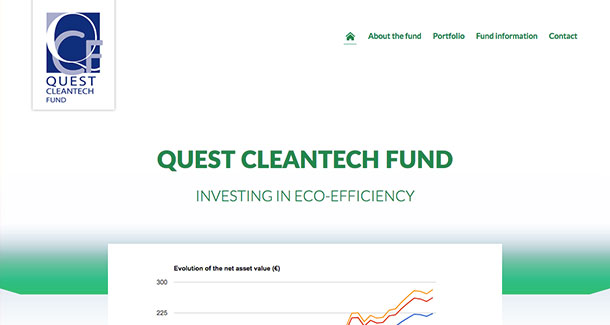 QCF
QUEST
CLEANTECH
FUND
About the fund
Portfolio
Fund information
Contact
QUEST CLEANTECH FUND
INVESTING IN ECO-EFFICIENCY
Evolution of the net asset value (€)
300
225